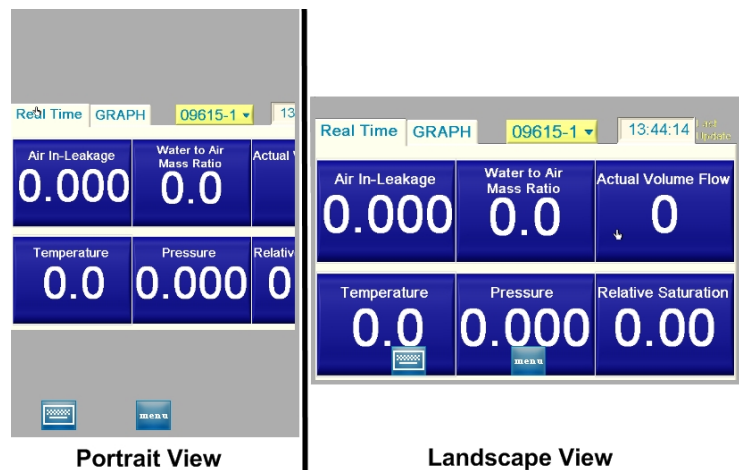 Real Time GRAPH 09615-1 13
Air In-Leakage
0.000
Water to Air
Mass Ratio
0.0
Actual
Temperature
0.0
Pressure
0.000
Relativ
0
menu
Portrait View
Real Time GRAPH 09615-1 13:44:14 Last
Update
Air In-Leakage
0.000
Water to Air
Mass Ratio
0.0
Actual Volume Flow
0
Temperature
0.0
Pressure
0.000
Relative Saturation
0.00
menu
Landscape View